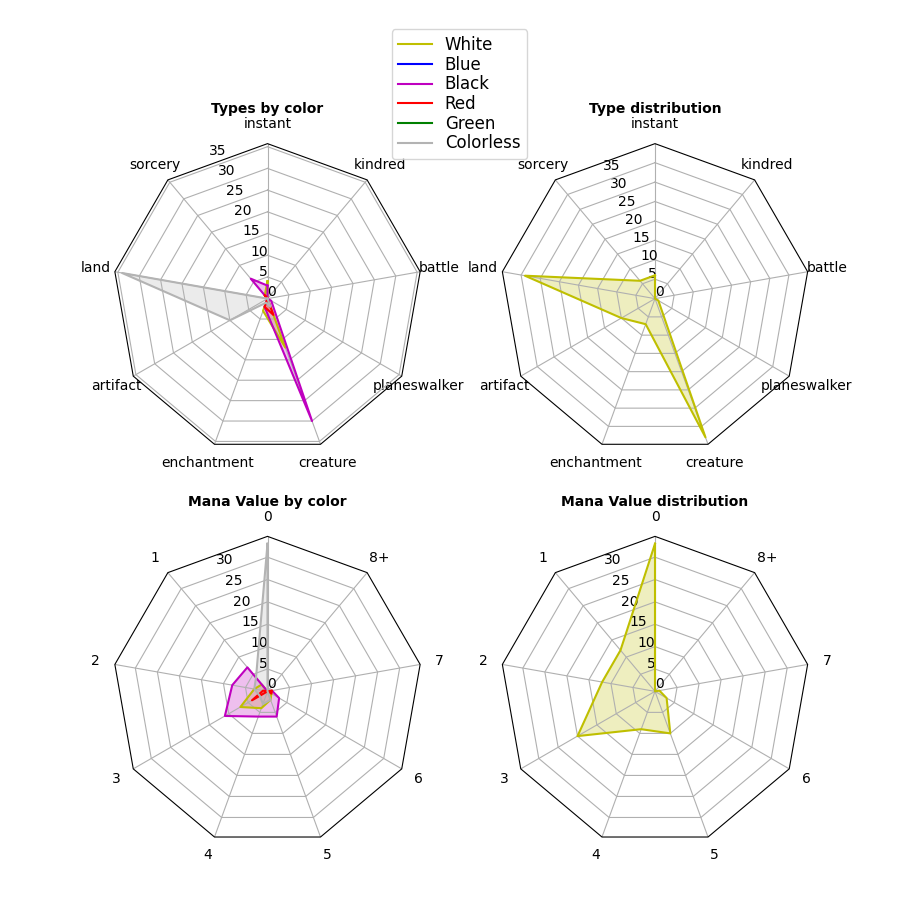 White
Blue
Black
Red
Green
Colorless
Types by color
instant
kindred
battle
planeswalker
creature
enchantment
artifact
land
sorcery
35
30
25
20
15
10
5
0
Type distribution
instant
kindred
battle
planeswalker
creature
enchantment
artifact
land
sorcery
35
30
25
20
15
10
5
0
Mana Value by color
0
8+
7
6
5
4
3
2
1
30
25
20
15
10
5
0
Mana Value distribution
0
8+
7
6
5
4
3
2
1
30
25
20
15
10
5
0